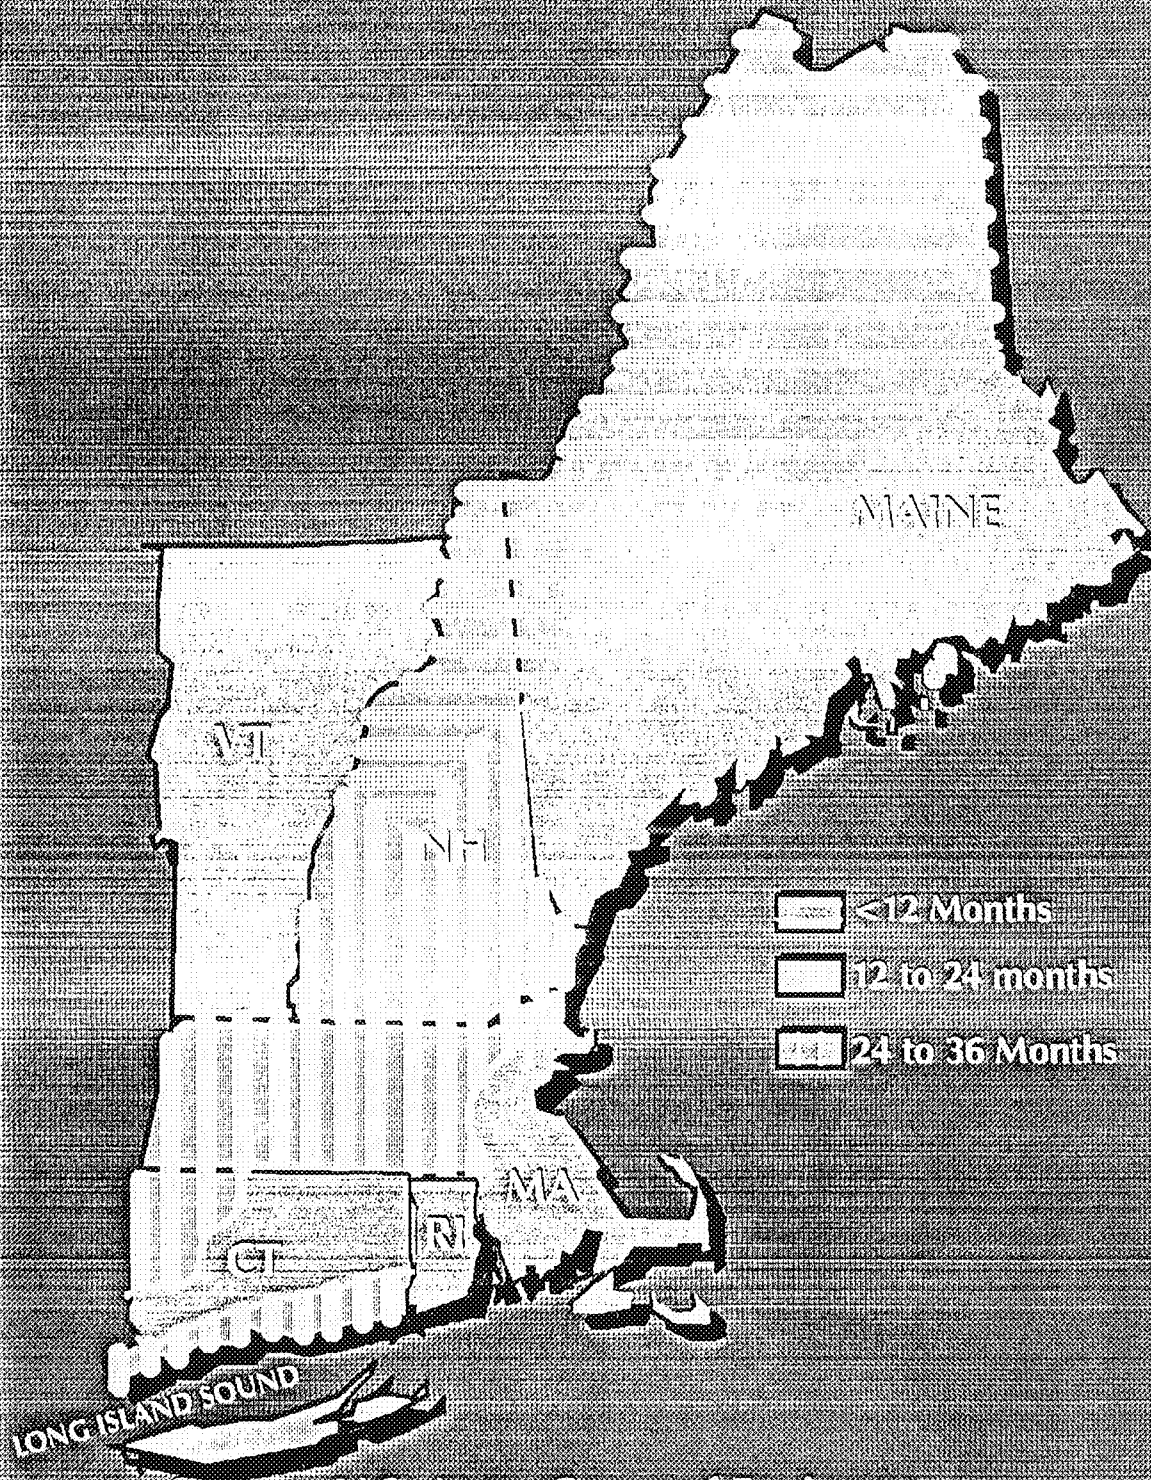 MAINE
VT
NH
<12 Months
12 to 24 months
24 to 36 Months
MA
RI
CT
LONG ISLAND SOUND